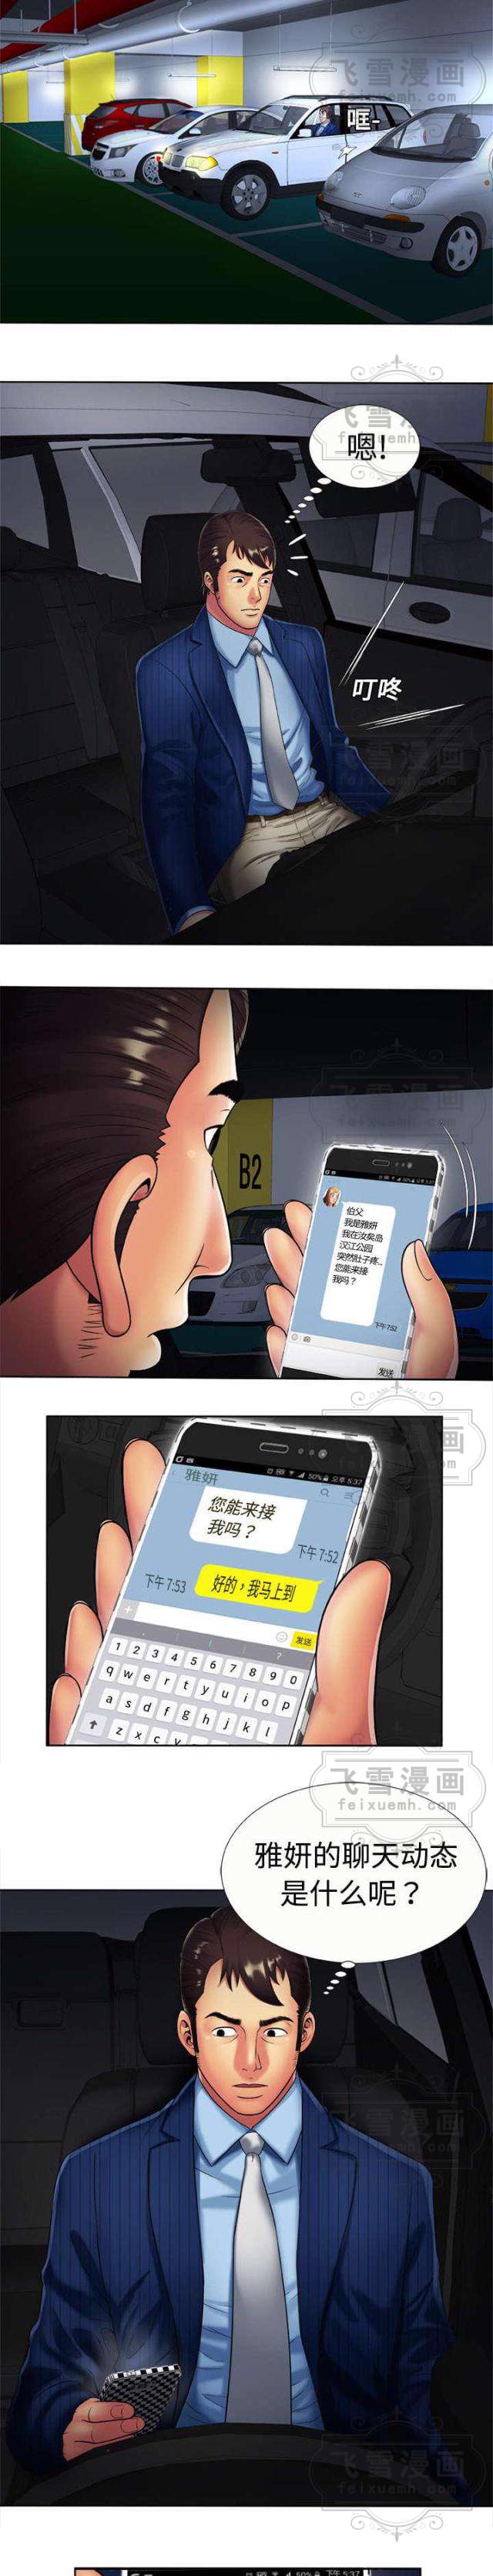 飞雪漫画
feixuemh.com
哐-
飞雪漫画
feixuemh.com
嗯!
叮咚
飞雪漫画
feixuemh.com
飞雪漫画
feixuemh.com
B2
伯父
我是雅妍
我在汝矣岛
汉江公园
突然肚子疼...
您能来接
我吗？
下午 7:52
发送
雅妍
50% 오후 5:37
您能来接
我吗？
下午 7:52
下午 7:53
好的，我马上到
发送
?
1 2 3 4 5 6 7 8 9 0
q w e r t y u i o p
a s d f g h j k l
z x c v b n m
飞雪漫画
feixuemh.com
雅妍的聊天动态
是什么呢？
飞雪漫画
feixuemh.com
飞雪漫画
feixuemh.com
50% 下午 5:37